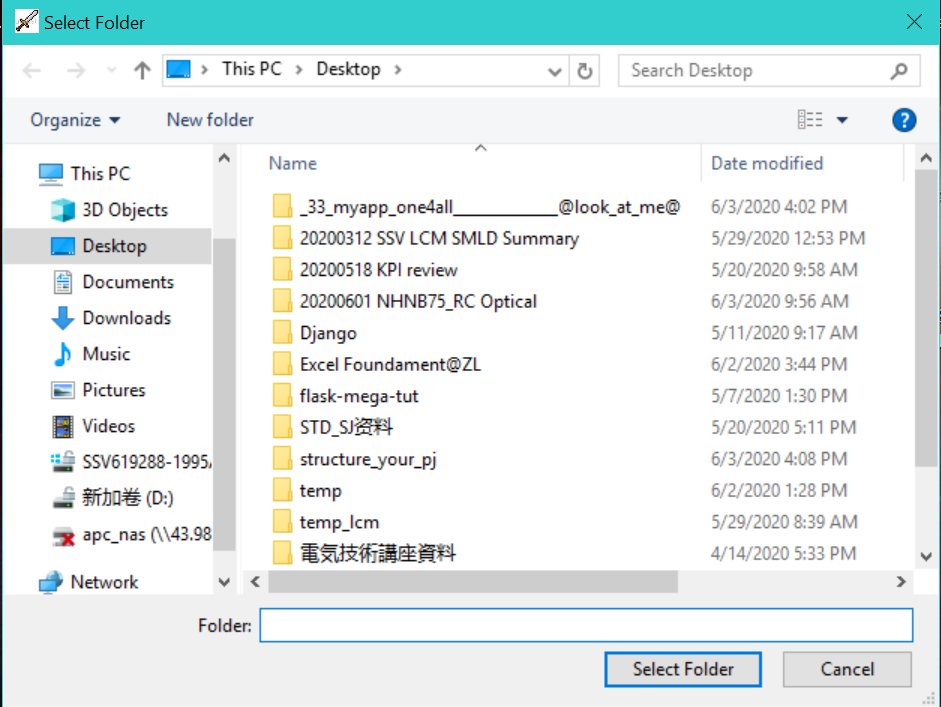 Select Folder
This PC > Desktop >
Search Desktop
Organize
New folder
?
This PC
3D Objects
Desktop
Documents
Downloads
Music
Pictures
Videos
SSV619288-1995
新加卷 (D:)
apc_nas (\\43.98
Network
Name Date modified
_33_myapp_one4all____________@look_at_me@ 6/3/2020 4:02 PM
20200312 SSV LCM SMLD Summary 5/29/2020 12:53 PM
20200518 KPI review 5/20/2020 9:58 AM
20200601 NHNB75_RC Optical 6/3/2020 9:56 AM
Django 5/11/2020 9:17 AM
Excel Foundament@ZL 6/2/2020 3:44 PM
flask-mega-tut 5/7/2020 1:30 PM
STD_SJ资料 5/20/2020 5:11 PM
structure_your_pj 6/3/2020 4:08 PM
temp 6/2/2020 1:28 PM
temp_lcm 5/29/2020 8:39 AM
電気技術講座資料 4/14/2020 5:33 PM
Folder:
Select Folder
Cancel